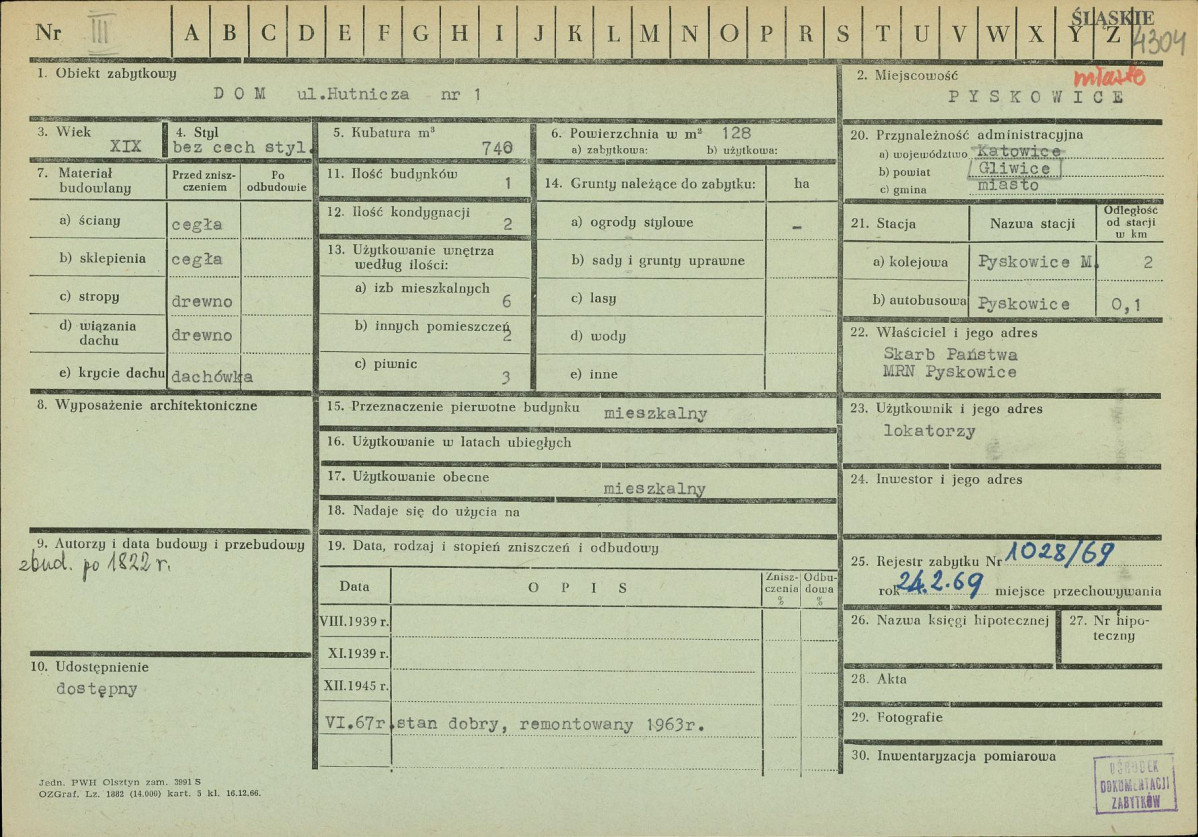 Nr III A B C D E F G H I J K L M N O P R S T U V W X Y Z
ŚLĄSKIE
4304
1. Obiekt zabytkowy
DOM ul.Hutnicza nr 1
2. Miejscowość
miasto
PYSKOWICE
3. Wiek
XIX
4. Styl
bez cech styl.
5. Kubatura m³
740
6. Powierzchnia w m³ 128
a) zabytkowa: b) użytkowa:
20. Przynależność administracyjna
a) województwo Katowice
b) powiat Gliwice
c) gmina miasto
7. Materiał
budowlany
Przed znisz-
czeniem
Po
odbudowie
a) ściany cegła
b) sklepienia cegła
c) stropy drewno
d) wiązania
dachu drewno
e) krycie dachu dachówka
11. Ilość budynków
1
12. Ilość kondygnacji
2
13. Użytkowanie wnętrza
według ilości:
a) izb mieszkalnych
6
b) innych pomieszczeń
2
c) piwnic
3
14. Grunty należące do zabytku: ha
a) ogrody stylowe -
b) sady i grunty uprawne
c) lasy
d) wody
e) inne
21. Stacja Nazwa stacji
Odległość
od stacji
w km
a) kolejowa Pyskowice M. 2
b) autobusowa Pyskowice 0,1
22. Właściciel i jego adres
Skarb Państwa
MRN Pyskowice
8. Wyposażenie architektoniczne
15. Przeznaczenie pierwotne budynku mieszkalny
16. Użytkowanie w latach ubiegłych
17. Użytkowanie obecne
mieszkalny
18. Nadaje się do użycia na
23. Użytkownik i jego adres
lokatorzy
24. Inwestor i jego adres
9. Autorzy i data budowy i przebudowy
zbud. po 1822 r.
19. Data, rodzaj i stopień zniszczeń i odbudowy
Data OPIS
Znisz-
czenia
%
Odbu-
dowa
%
VIII.1939 r.
XI.1939 r.
XII.1945 r.
VI.67r. stan dobry, remontowany 1963r.
25. Rejestr zabytku Nr 1028/69
rok 24.2.69 miejsce przechowywania
26. Nazwa księgi hipotecznej
27. Nr hipo-
teczny
10. Udostępnienie
dostępny
28. Akta
29. Fotografie
30. Inwentaryzacja pomiarowa
Jedn. PWH Olsztyn zam. 3991 S
OZGraf. Lz. 1882 (14.000) kart. 5 kl. 16.12.66.
OŚRODEK
DOKUMENTACJI
ZABYTKÓW